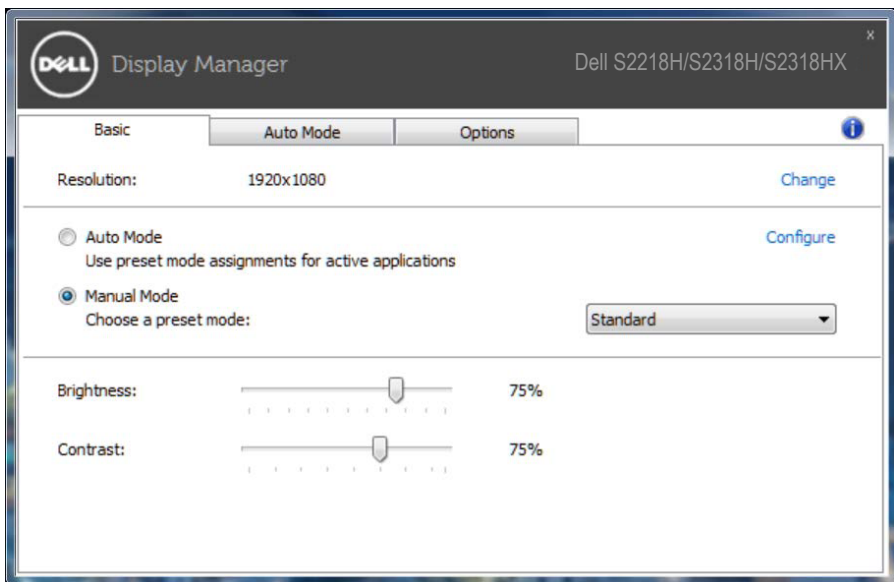 x
DELL Display Manager Dell S2218H/S2318H/S2318HX
Basic Auto Mode Options i
Resolution: 1920x1080 Change
Auto Mode Configure
Use preset mode assignments for active applications
Manual Mode
Choose a preset mode: Standard
Brightness: 75%
Contrast: 75%